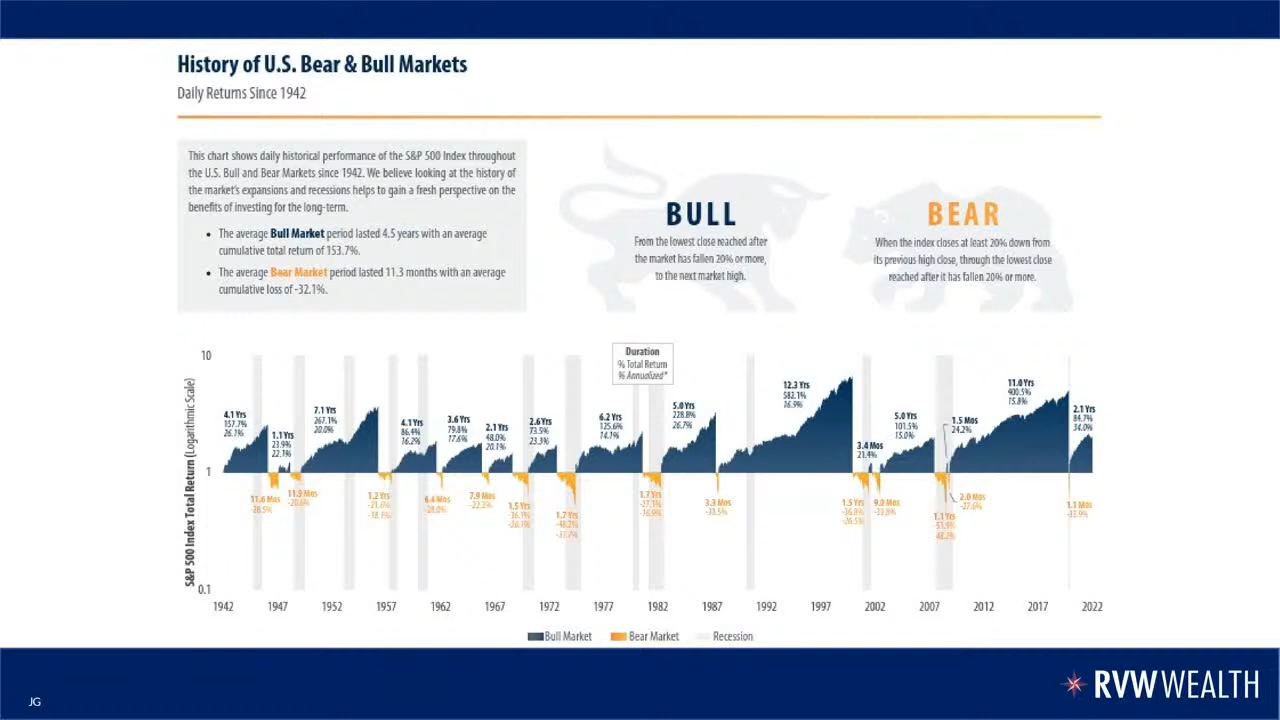 History of U.S. Bear & Bull Markets
Daily Returns Since 1942
This chart shows daily historical performance of the S&P 500 Index throughout
the U.S. Bull and Bear Markets since 1942. We believe looking at the history of
the market's expansions and recessions helps to gain a fresh perspective on the
benefits of investing for the long-term.
• The average Bull Market period lasted 4.5 years with an average
cumulative total return of 153.7%.
• The average Bear Market period lasted 11.3 months with an average
cumulative loss of -32.1%.
BULL
From the lowest close reached after
the market has fallen 20% or more,
to the next market high.
BEAR
When the index closes at least 20% down from
its previous high close, through the lowest close
reached after it has fallen 20% or more.
S&P 500 Index Total Return (Logarithmic Scale)
10
1
0.1
Duration
% Total Return
% Annualized*
4.1 Yrs
157.7%
26.1%
1.1 Yrs
23.9%
22.1%
7.1 Yrs
267.1%
20.0%
4.1 Yrs
86.4%
16.2%
3.6 Yrs
79.8%
17.6%
2.1 Yrs
48.0%
20.1%
2.6 Yrs
73.5%
23.3%
6.2 Yrs
125.6%
14.1%
5.0 Yrs
228.8%
26.7%
12.3 Yrs
582.1%
16.9%
3.4 Mos
21.4%
5.0 Yrs
101.5%
15.0%
1.5 Mos
24.2%
11.0 Yrs
400.5%
15.8%
2.1 Yrs
84.7%
34.0%
11.6 Mos
-28.5%
11.9 Mos
-20.6%
1.2 Yrs
6.4 Mos
-28.0%
7.9 Mos
-22.2%
1.5 Yrs
-36.1%
1.7 Yrs
-48.2%
1.7 Yrs
-27.1%
3.3 Mos
-33.5%
1.5 Yrs
-36.8%
9.0 Mos
-33.8%
1.1 Yrs
2.0 Mos
-27.6%
1.1 Mos
1942
1947
1952
1957
1962
1967
1972
1977
1982
1987
1992
1997
2002
2007
2012
2017
2022
Bull Market
Bear Market
Recession
JG
RVW WEALTH